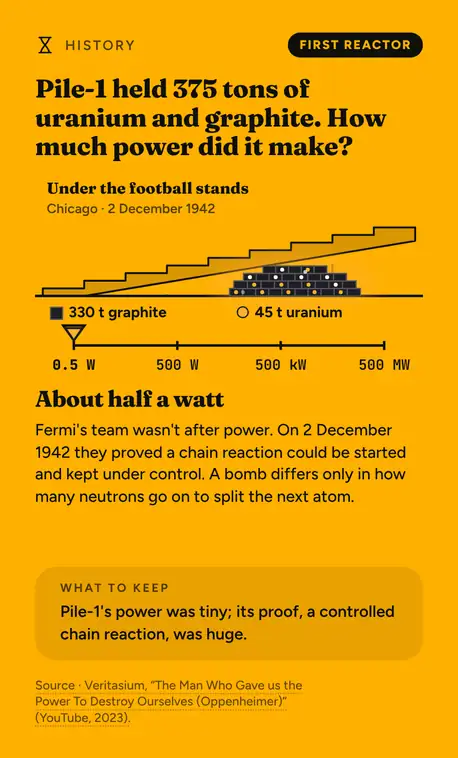 HISTORY
FIRST REACTOR
Pile-1 held 375 tons of
uranium and graphite. How
much power did it make?
Under the football stands
Chicago · 2 December 1942
330 t graphite
45 t uranium
0.5 W
500 W
500 kW
500 MW
About half a watt
Fermi's team wasn't after power. On 2 December
1942 they proved a chain reaction could be started
and kept under control. A bomb differs only in how
many neutrons go on to split the next atom.
WHAT TO KEEP
Pile-1's power was tiny; its proof, a controlled
chain reaction, was huge.
Source · Veritasium, “The Man Who Gave us the
Power To Destroy Ourselves (Oppenheimer)”
(YouTube, 2023).